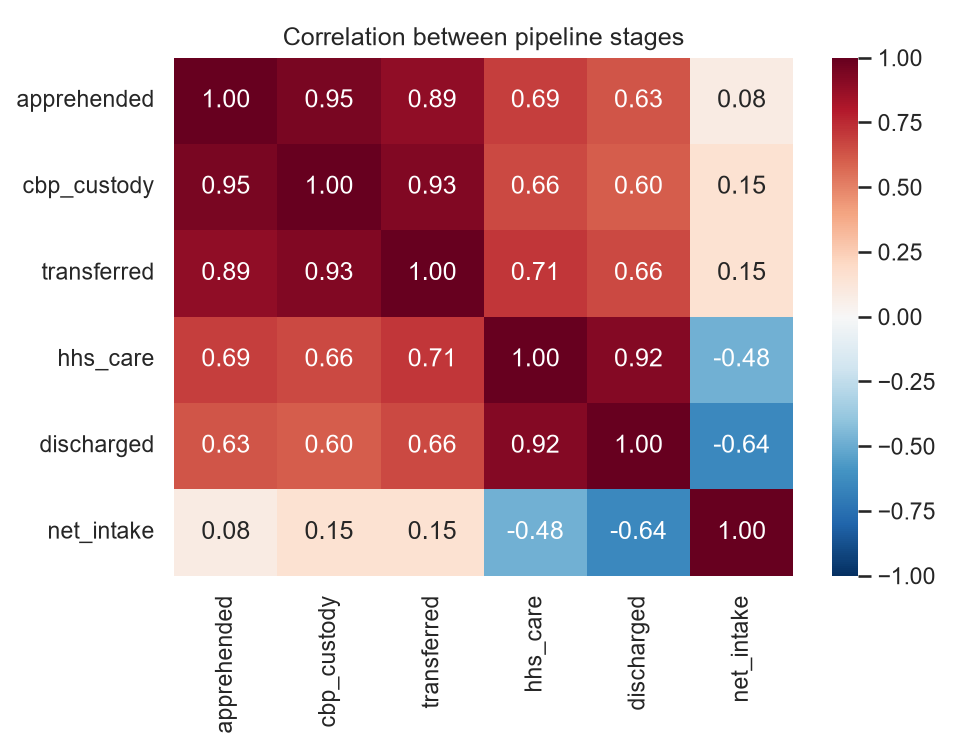 Correlation between pipeline stages
apprehended 1.00 0.95 0.89 0.69 0.63 0.08
cbp_custody 0.95 1.00 0.93 0.66 0.60 0.15
transferred 0.89 0.93 1.00 0.71 0.66 0.15
hhs_care 0.69 0.66 0.71 1.00 0.92 -0.48
discharged 0.63 0.60 0.66 0.92 1.00 -0.64
net_intake 0.08 0.15 0.15 -0.48 -0.64 1.00
apprehended
cbp_custody
transferred
hhs_care
discharged
net_intake
1.00
0.75
0.50
0.25
0.00
−0.25
−0.50
−0.75
−1.00